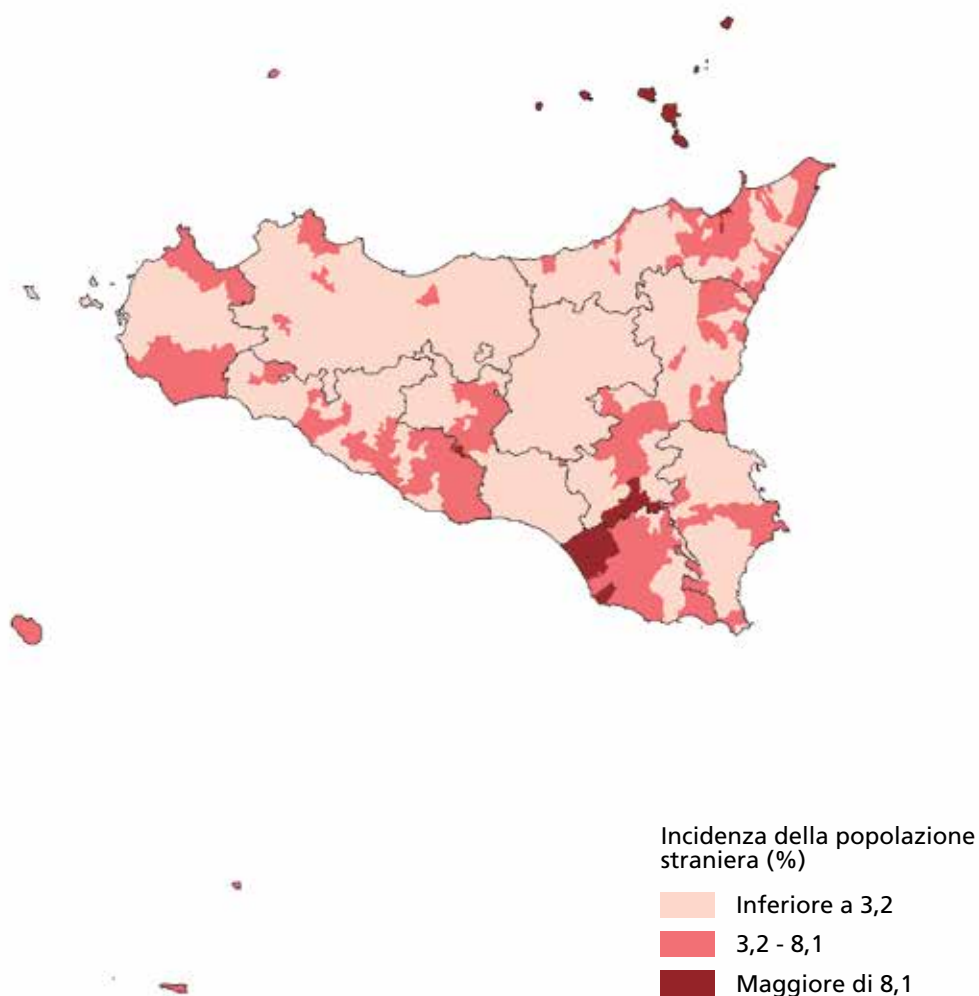 Incidenza della popolazione
straniera (%)
Inferiore a 3,2
3,2 - 8,1
Maggiore di 8,1